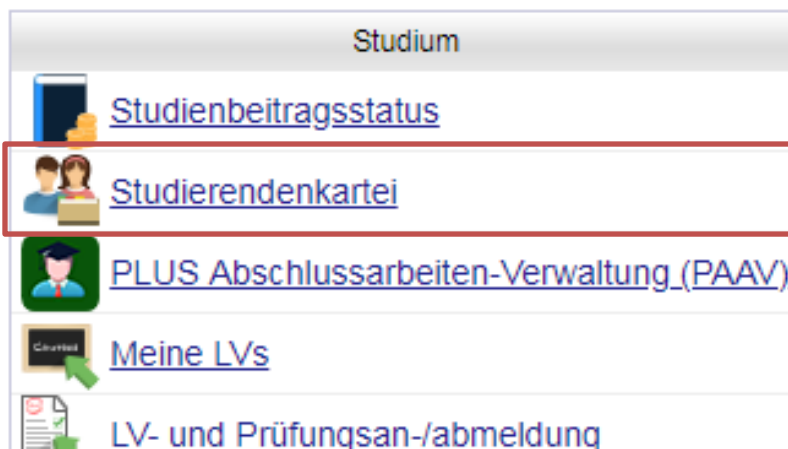 Studium
Studienbeitragsstatus
Studierendenkartei
PLUS Abschlussarbeiten-Verwaltung (PAAV)
Meine LVs
LV- und Prüfungsan-/abmeldung